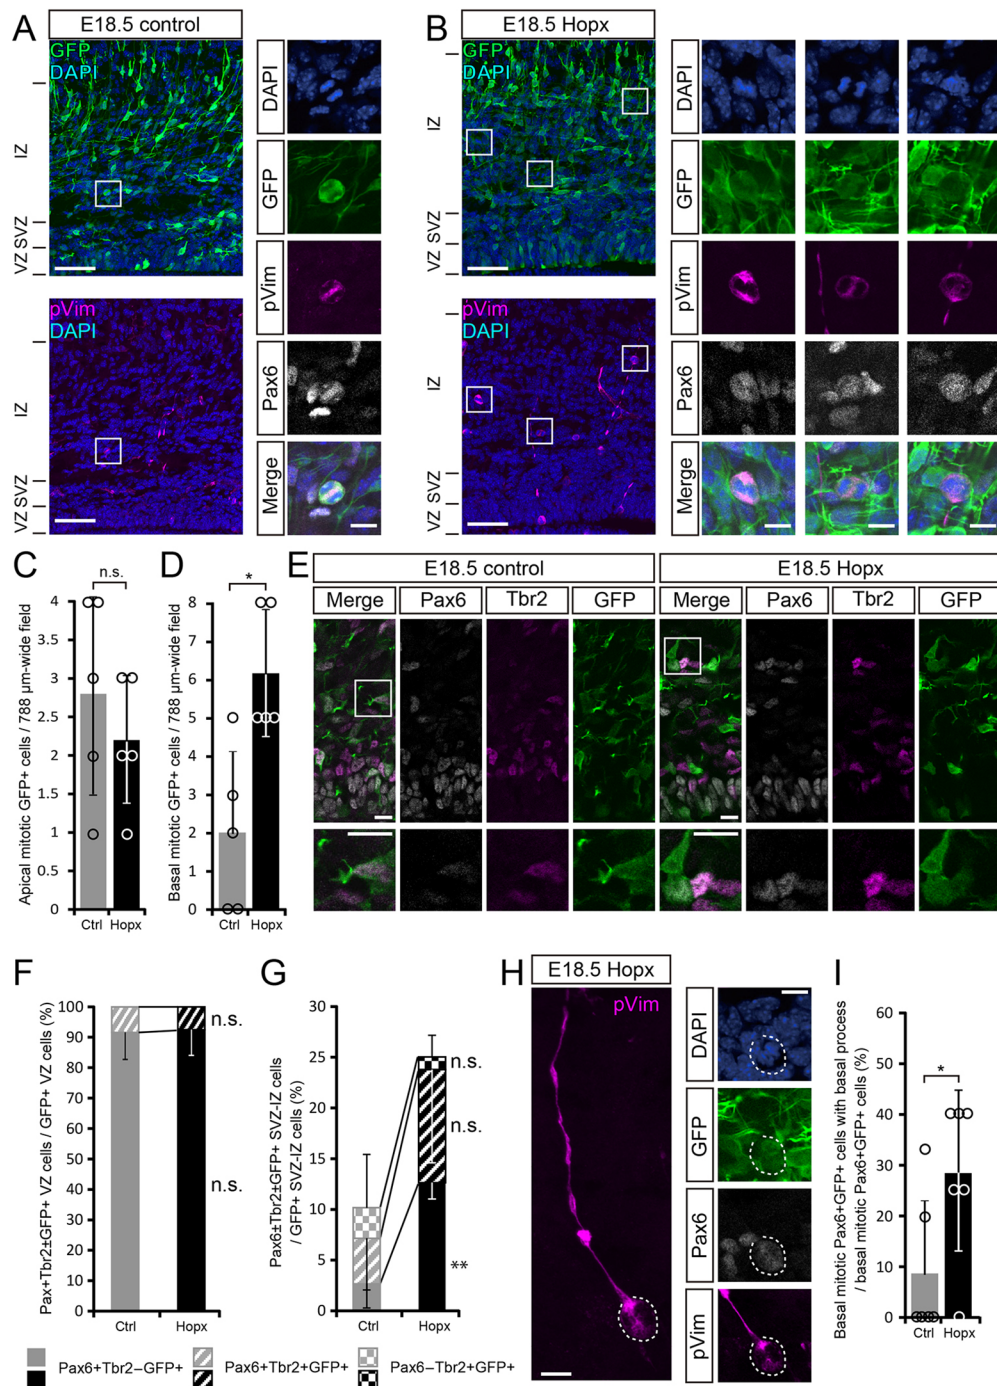 A
E18.5 control
GFP
DAPI
IZ
SVZ
VZ
pVim
DAPI
IZ
SVZ
VZ
DAPI
GFP
pVim
Pax6
Merge
B
E18.5 Hopx
GFP
DAPI
IZ
SVZ
VZ
pVim
DAPI
IZ
SVZ
VZ
DAPI
GFP
pVim
Pax6
Merge
C
n.s.
Apical mitotic GFP+ cells / 788 µm-wide field
4
3.5
3
2.5
2
1.5
1
0.5
0
Ctrl Hopx
D
*
Basal mitotic GFP+ cells / 788 µm-wide field
8
7
6
5
4
3
2
1
0
Ctrl Hopx
E
E18.5 control E18.5 Hopx
Merge Pax6 Tbr2 GFP Merge Pax6 Tbr2 GFP
F
Pax+Tbr2±GFP+ VZ cells / GFP+ VZ cells (%)
100
90
80
70
60
50
40
30
20
10
0
n.s.
n.s.
Ctrl Hopx
G
Pax6±Tbr2±GFP+ SVZ-IZ cells
/ GFP+ SVZ-IZ cells (%)
30
25
20
15
10
5
0
n.s.
n.s.
**
Ctrl Hopx
Pax6+Tbr2–GFP+ Pax6+Tbr2+GFP+ Pax6–Tbr2+GFP+
H
E18.5 Hopx
pVim
DAPI
GFP
Pax6
pVim
I
*
Basal mitotic Pax6+GFP+ cells with basal process
/ basal mitotic Pax6+GFP+ cells (%)
60
50
40
30
20
10
0
Ctrl Hopx